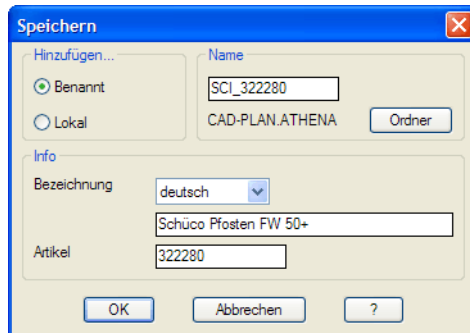 Speichern
Hinzufügen...
Benannt
Lokal
Name
SCI_322280
CAD-PLAN.ATHENA
Ordner
Info
Bezeichnung
deutsch
Schüco Pfosten FW 50+
Artikel
322280
OK
Abbrechen
?